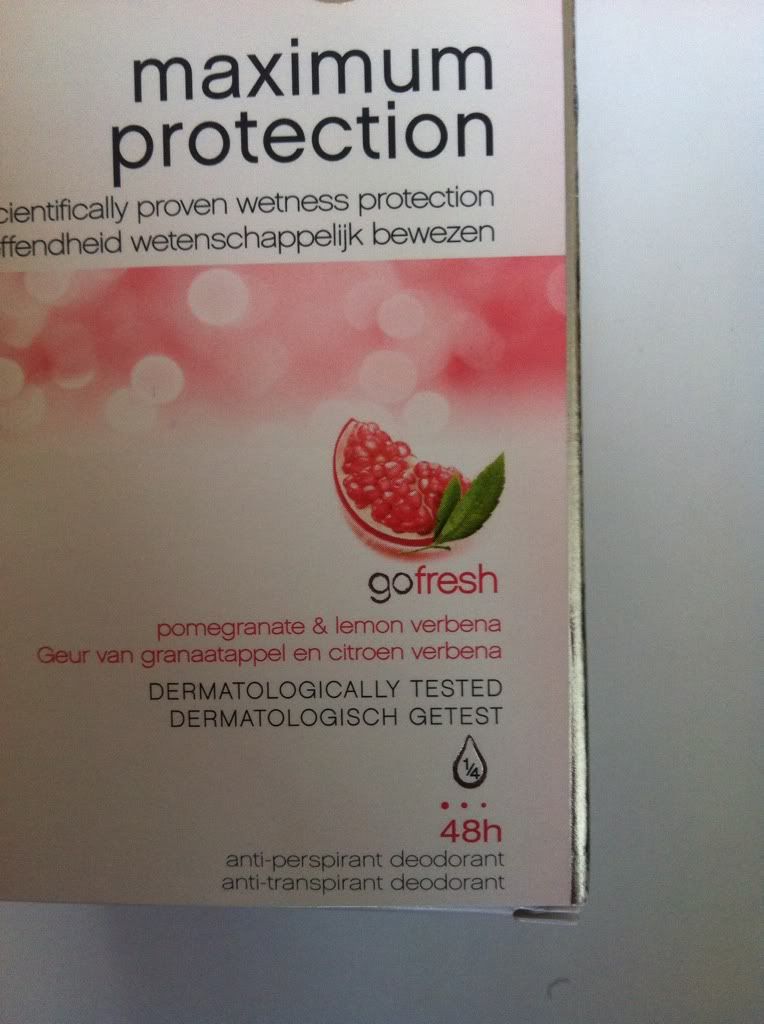 maximum
protection
cientifically proven wetness protection
ffendheid wetenschappelijk bewezen
gofresh
pomegranate & lemon verbena
Geur van granaatappel en citroen verbena
DERMATOLOGICALLY TESTED
DERMATOLOGISCH GETEST
1/4
48h
anti-perspirant deodorant
anti-transpirant deodorant